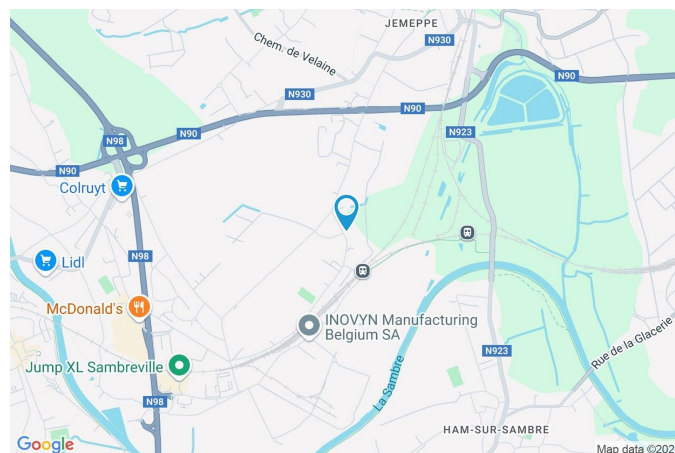 JEMEPPE
Chem. de Velaine
N930
N90
N930
N90
N90
N923
N98
N90
Colruyt
Lidl
N98
McDonald's
INOVYN Manufacturing
Belgium SA
N923
Rue de la Glacerie
Jump XL Sambreville
La Sambre
N98
HAM-SUR-SAMBRE
Google
Map data ©202